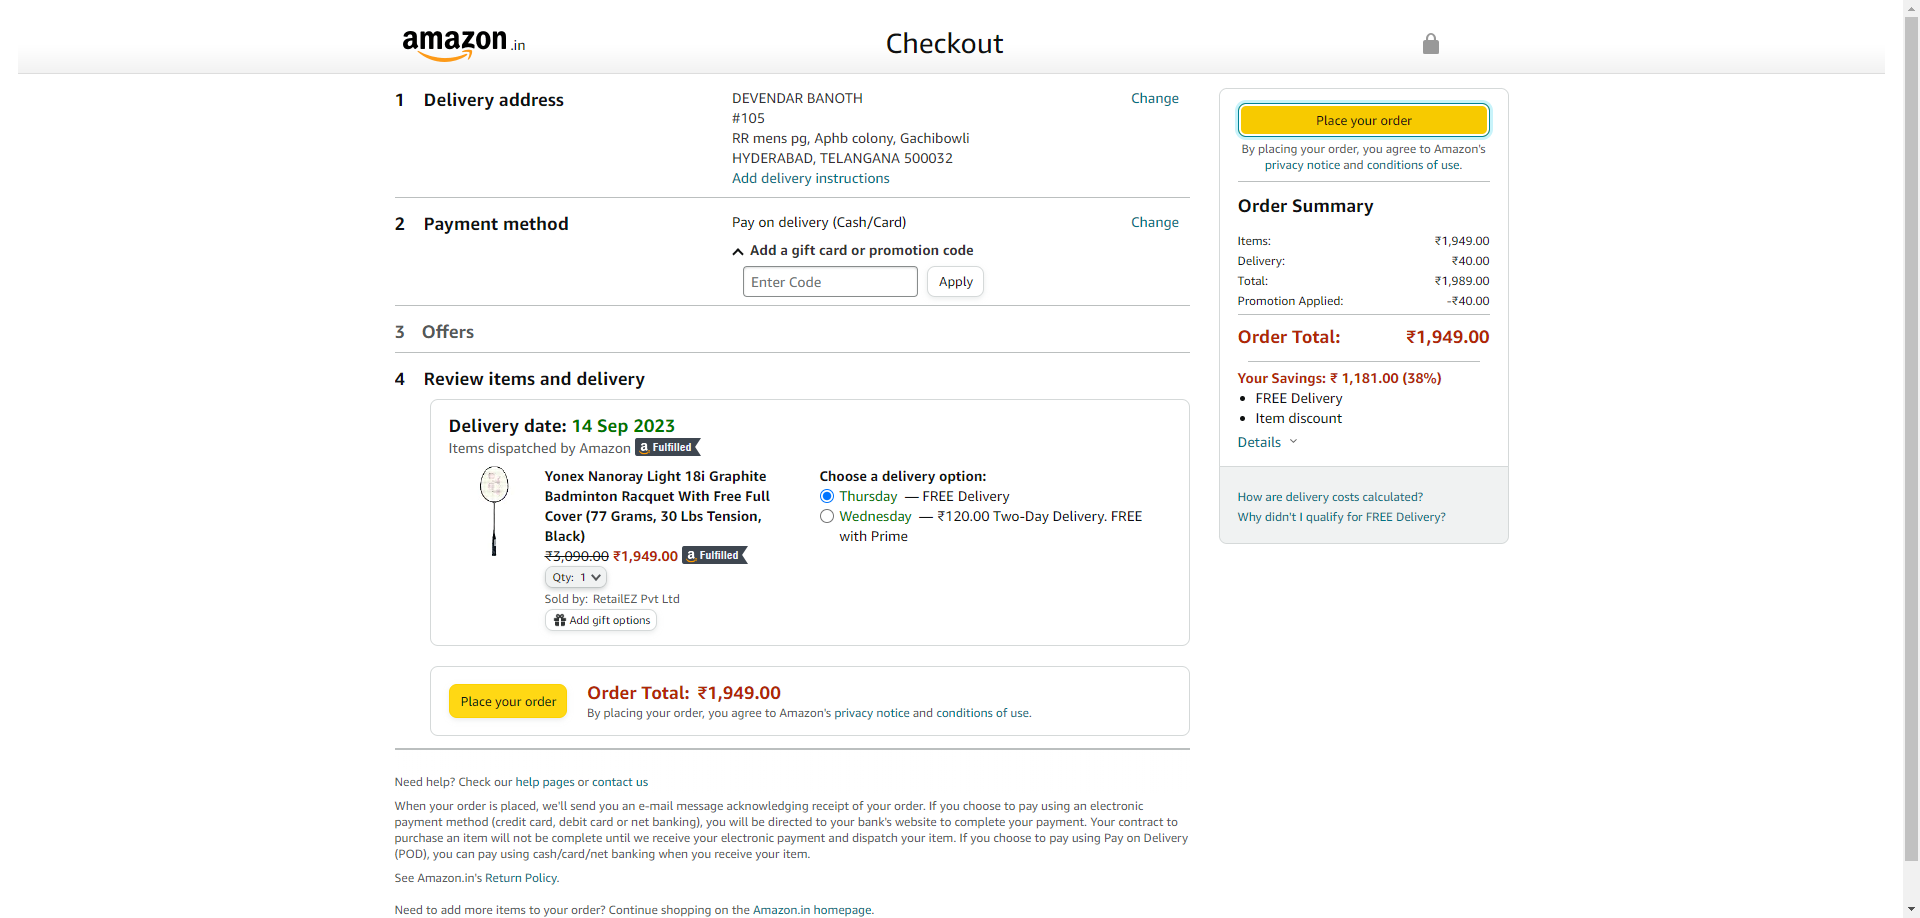 amazon.in
Checkout
1 Delivery address
DEVENDAR BANOTH
#105
RR mens pg, Aphb colony, Gachibowli
HYDERABAD, TELANGANA 500032
Add delivery instructions
Change
2 Payment method
Pay on delivery (Cash/Card)
Change
Add a gift card or promotion code
Enter Code
Apply
3 Offers
4 Review items and delivery
Delivery date: 14 Sep 2023
Items dispatched by Amazon a Fulfilled
Yonex Nanoray Light 18i Graphite
Badminton Racquet With Free Full
Cover (77 Grams, 30 Lbs Tension,
Black)
₹3,090.00 ₹1,949.00 a Fulfilled
Qty: 1
Sold by: RetailEZ Pvt Ltd
Add gift options
Choose a delivery option:
Thursday — FREE Delivery
Wednesday — ₹120.00 Two-Day Delivery. FREE
with Prime
Place your order
Order Total: ₹1,949.00
By placing your order, you agree to Amazon's privacy notice and conditions of use.
Need help? Check our help pages or contact us
When your order is placed, we'll send you an e-mail message acknowledging receipt of your order. If you choose to pay using an electronic
payment method (credit card, debit card or net banking), you will be directed to your bank's website to complete your payment. Your contract to
purchase an item will not be complete until we receive your electronic payment and dispatch your item. If you choose to pay using Pay on Delivery
(POD), you can pay using cash/card/net banking when you receive your item.
See Amazon.in's Return Policy.
Need to add more items to your order? Continue shopping on the Amazon.in homepage.
Place your order
By placing your order, you agree to Amazon's
privacy notice and conditions of use.
Order Summary
Items: ₹1,949.00
Delivery: ₹40.00
Total: ₹1,989.00
Promotion Applied: -₹40.00
Order Total: ₹1,949.00
Your Savings: ₹ 1,181.00 (38%)
• FREE Delivery
• Item discount
Details
How are delivery costs calculated?
Why didn't I qualify for FREE Delivery?